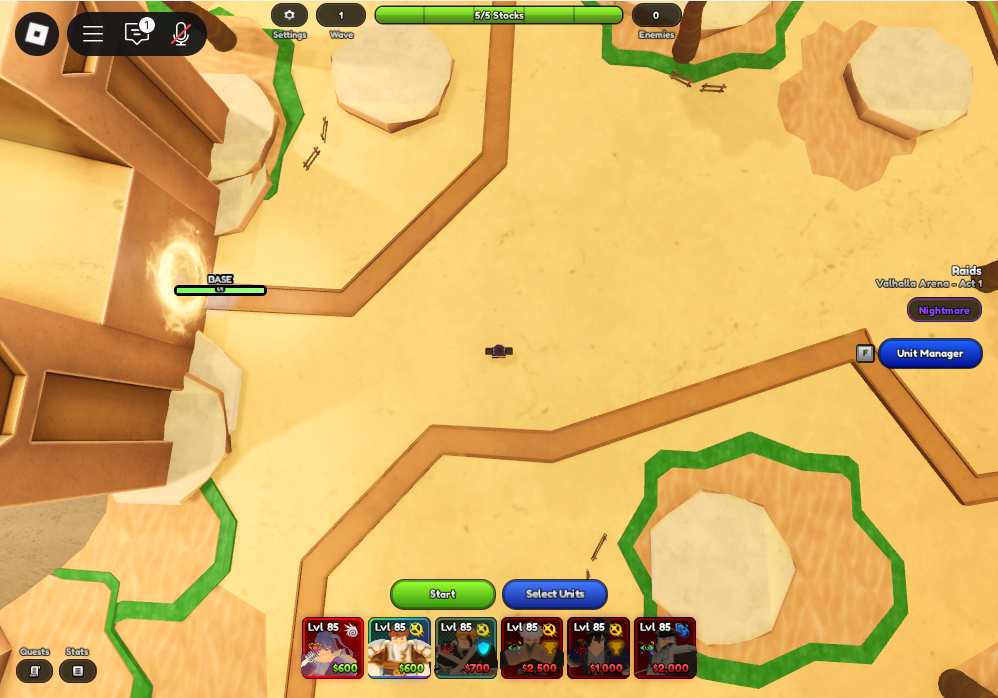 1
Settings
1
Wave
5/5 Stocks
0
Enemies
BASE
Raids
Valhalla Arena - Act 1
Nightmare
F
Unit Manager
Start
Select Units
Lvl 85
$600
Lvl 85
$600
Lvl 85
$700
Lvl 85
$2,500
Lvl 85
$1,000
Lvl 85
$2,000
Quests
Stats